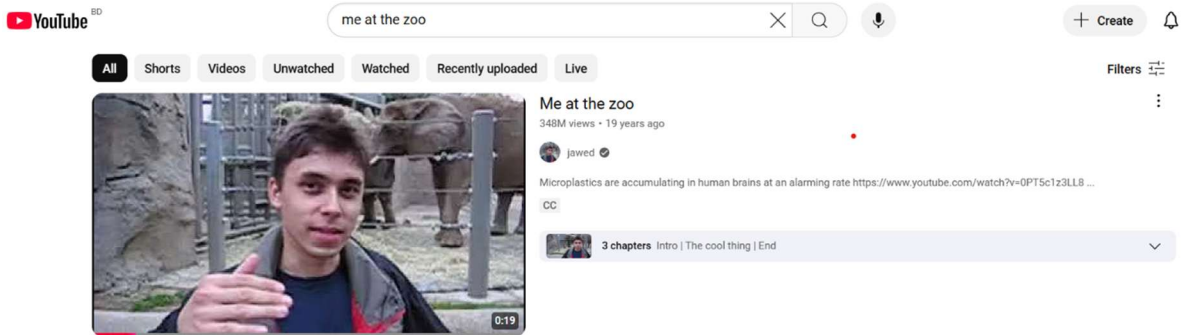 YouTube BD
me at the zoo
Create
All Shorts Videos Unwatched Watched Recently uploaded Live
Filters
Me at the zoo
348M views • 19 years ago
jawed
Microplastics are accumulating in human brains at an alarming rate https://www.youtube.com/watch?v=0PT5c1z3LL8 ...
CC
3 chapters Intro | The cool thing | End
0:19